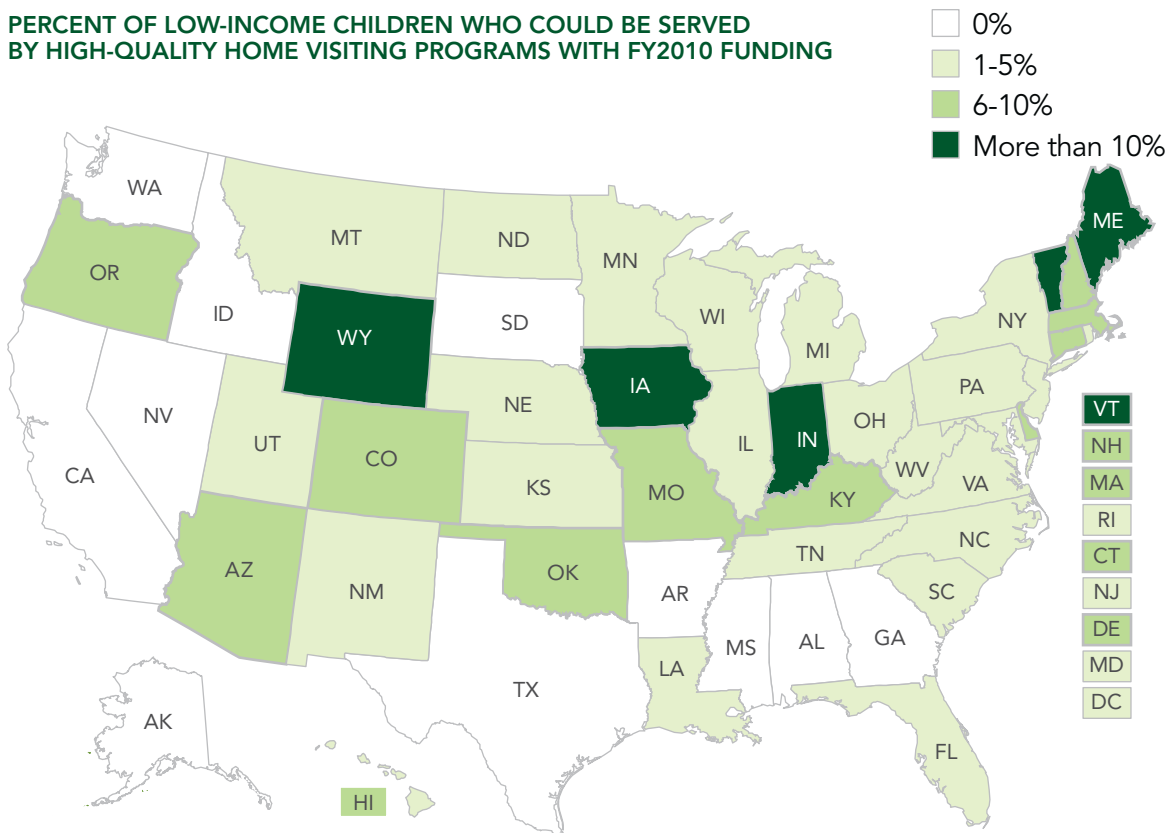 PERCENT OF LOW-INCOME CHILDREN WHO COULD BE SERVED
BY HIGH-QUALITY HOME VISITING PROGRAMS WITH FY2010 FUNDING
0%
1-5%
6-10%
More than 10%
WA
MT
ND
MN
ME
OR
ID
WY
SD
WI
MI
NY
NV
UT
CO
NE
IA
IL
IN
OH
PA
CA
KS
MO
KY
WV
VA
AZ
NM
OK
AR
TN
NC
SC
TX
LA
MS
AL
GA
FL
AK
HI
VT
NH
MA
RI
CT
NJ
DE
MD
DC